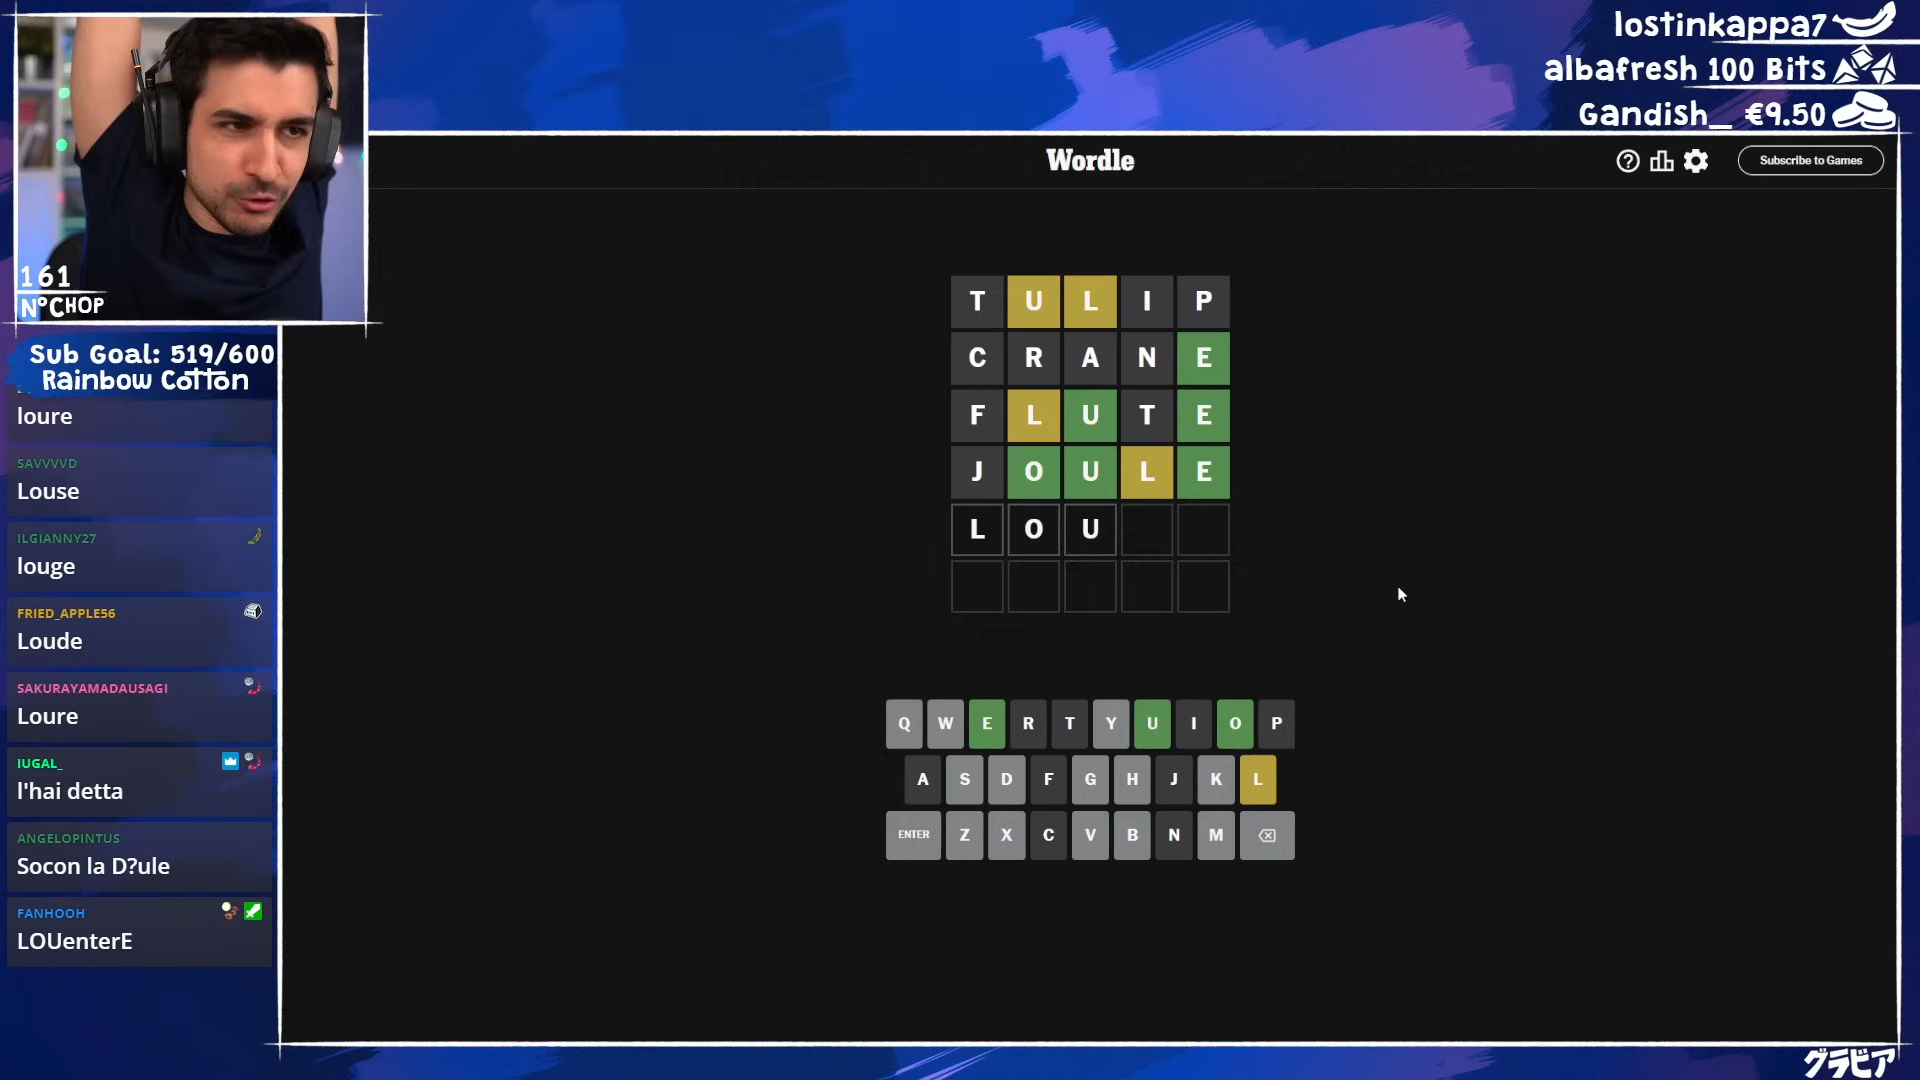 lostinkappa7
albafresh 100 Bits
Gandish_ €9.50
161
N°CHOP
Sub Goal: 519/600
Rainbow Cotton
loure
SAVVVVD
Louse
ILGIANNY27
louge
FRIED_APPLE56
Loude
SAKURAYAMADAUSAGI
Loure
IUGAL_
l'hai detta
ANGELOPINTUS
Socon la D?ule
FANHOOH
LOUenterE
Wordle
Subscribe to Games
T U L I P
C R A N E
F L U T E
J O U L E
L O U
Q W E R T Y U I O P
A S D F G H J K L
ENTER Z X C V B N M
グラビア